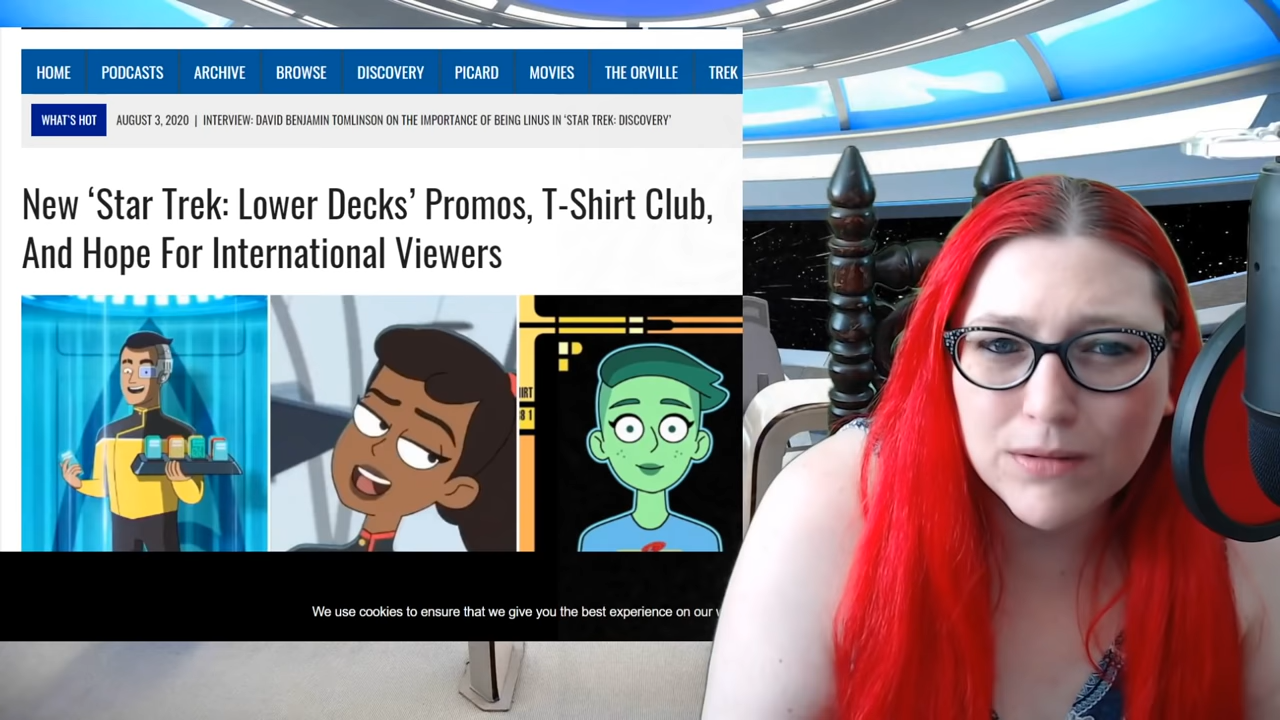 HOME PODCASTS ARCHIVE BROWSE DISCOVERY PICARD MOVIES THE ORVILLE TREK
WHAT'S HOT AUGUST 3, 2020 | INTERVIEW: DAVID BENJAMIN TOMLINSON ON THE IMPORTANCE OF BEING LINUS IN 'STAR TREK: DISCOVERY'
New ‘Star Trek: Lower Decks’ Promos, T-Shirt Club,
And Hope For International Viewers
We use cookies to ensure that we give you the best experience on our